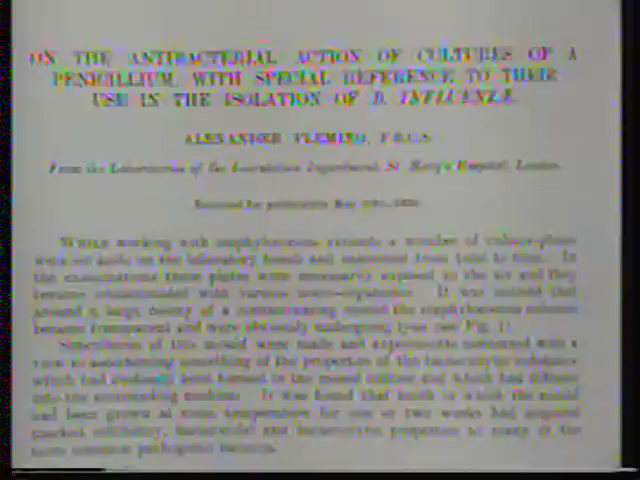 ON THE ANTIBACTERIAL ACTION OF CULTURES OF A
PENICILLIUM, WITH SPECIAL REFERENCE TO THEIR
USE IN THE ISOLATION OF B. INFLUENZÆ.
ALEXANDER FLEMING, F.R.C.S.
From the Laboratories of the Inoculation Department, St. Mary's Hospital, London.
Received for publication May 10th, 1929.
WHILE working with staphylococcus variants a number of culture-plates
were set aside on the laboratory bench and examined from time to time. In
the examinations these plates were necessarily exposed to the air and they
became contaminated with various micro-organisms. It was noticed that
around a large colony of a contaminating mould the staphylococcus colonies
became transparent and were obviously undergoing lysis (see Fig. 1).
Subcultures of this mould were made and experiments conducted with a
view to ascertaining something of the properties of the bacteriolytic substance
which had evidently been formed in the mould culture and which had diffused
into the surrounding medium. It was found that broth in which the mould
had been grown at room temperature for one or two weeks had acquired
marked inhibitory, bactericidal and bacteriolytic properties to many of the
more common pathogenic bacteria.